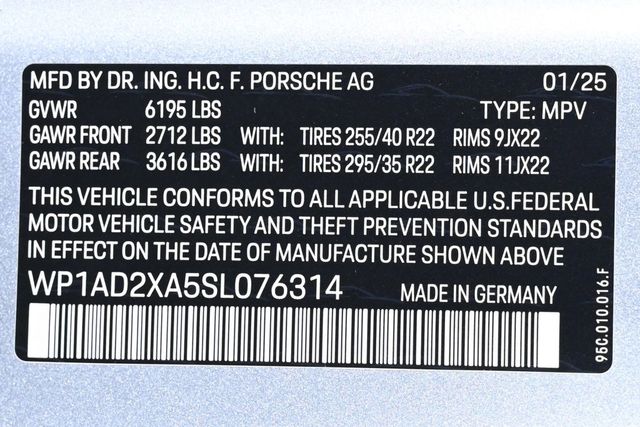 MFD BY DR. ING. H.C. F. PORSCHE AG 01/25
GVWR 6195 LBS TYPE: MPV
GAWR FRONT 2712 LBS WITH: TIRES 255/40 R22 RIMS 9JX22
GAWR REAR 3616 LBS WITH: TIRES 295/35 R22 RIMS 11JX22
THIS VEHICLE CONFORMS TO ALL APPLICABLE U.S.FEDERAL
MOTOR VEHICLE SAFETY AND THEFT PREVENTION STANDARDS
IN EFFECT ON THE DATE OF MANUFACTURE SHOWN ABOVE
WP1AD2XA5SL076314 MADE IN GERMANY
95C.010.016.F